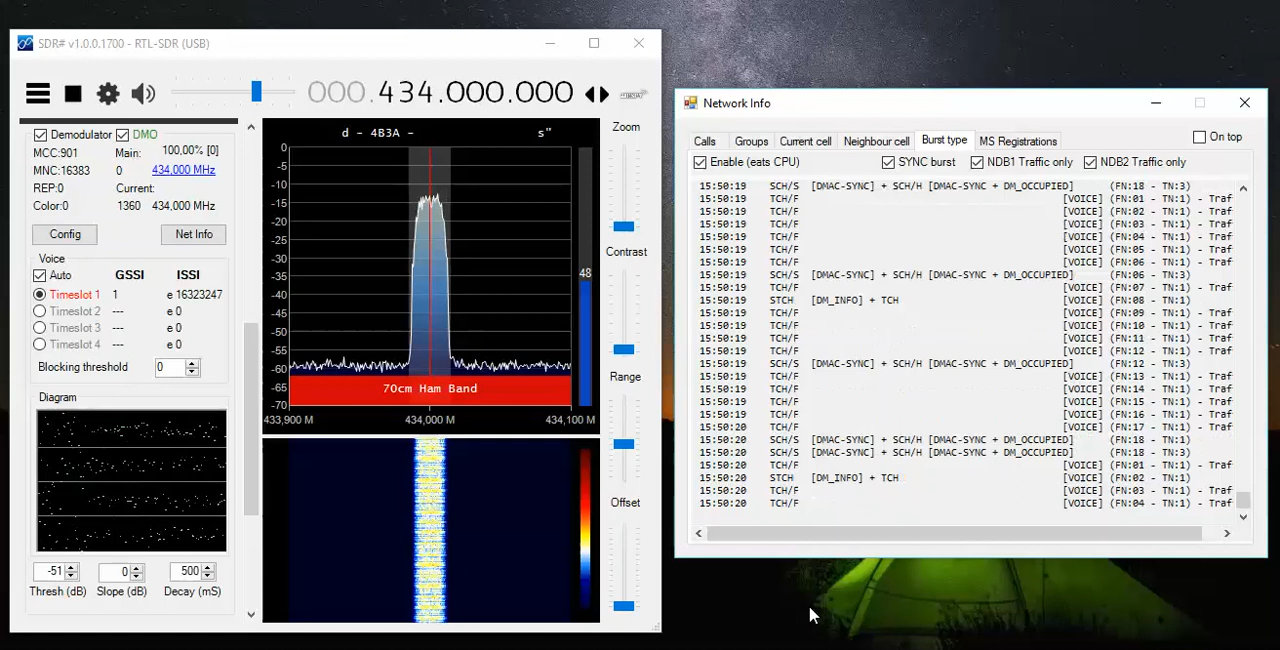 SDR# v1.0.0.1700 - RTL-SDR (USB)
000.434.000.000
Demodulator DMO
MCC:901 Main: 100,00% [0]
MNC:16383 0 434,000 MHz
REP:0 Current:
Color:0 1360 434,000 MHz
Config Net Info
Voice
Auto GSSI ISSI
Timeslot 1 1 e 16323247
Timeslot 2 --- e 0
Timeslot 3 --- e 0
Timeslot 4 --- e 0
Blocking threshold 0
Diagram
-51 0 500
Thresh (dB) Slope (dB) Decay (mS)
d - 4B3A - s"
0
-5
-10
-15
-20
-25
-30
-35
-40
-45
-50
-55
-60
-65
-70
48
70cm Ham Band
433,900 M 434,000 M 434,100 M
Zoom
Contrast
Range
Offset
Network Info
Calls Groups Current cell Neighbour cell Burst type MS Registrations On top
Enable (eats CPU) SYNC burst NDB1 Traffic only NDB2 Traffic only
15:50:19 SCH/S [DMAC-SYNC] + SCH/H [DMAC-SYNC + DM_OCCUPIED] (FN:18 - TN:3)
15:50:19 TCH/F [VOICE] (FN:01 - TN:1) - Traf
15:50:19 TCH/F [VOICE] (FN:02 - TN:1) - Traf
15:50:19 TCH/F [VOICE] (FN:03 - TN:1) - Traf
15:50:19 TCH/F [VOICE] (FN:04 - TN:1) - Traf
15:50:19 TCH/F [VOICE] (FN:05 - TN:1) - Traf
15:50:19 TCH/F [VOICE] (FN:06 - TN:1) - Traf
15:50:19 SCH/S [DMAC-SYNC] + SCH/H [DMAC-SYNC + DM_OCCUPIED] (FN:06 - TN:3)
15:50:19 TCH/F [VOICE] (FN:07 - TN:1) - Traf
15:50:19 STCH [DM_INFO] + TCH (FN:08 - TN:1)
15:50:19 TCH/F [VOICE] (FN:09 - TN:1) - Traf
15:50:19 TCH/F [VOICE] (FN:10 - TN:1) - Traf
15:50:19 TCH/F [VOICE] (FN:11 - TN:1) - Traf
15:50:19 TCH/F [VOICE] (FN:12 - TN:1) - Traf
15:50:19 SCH/S [DMAC-SYNC] + SCH/H [DMAC-SYNC + DM_OCCUPIED] (FN:12 - TN:3)
15:50:19 TCH/F [VOICE] (FN:13 - TN:1) - Traf
15:50:19 TCH/F [VOICE] (FN:14 - TN:1) - Traf
15:50:19 TCH/F [VOICE] (FN:15 - TN:1) - Traf
15:50:19 TCH/F [VOICE] (FN:16 - TN:1) - Traf
15:50:20 TCH/F [VOICE] (FN:17 - TN:1) - Traf
15:50:20 SCH/S [DMAC-SYNC] + SCH/H [DMAC-SYNC + DM_OCCUPIED] (FN:18 - TN:1)
15:50:20 SCH/S [DMAC-SYNC] + SCH/H [DMAC-SYNC + DM_OCCUPIED] (FN:18 - TN:3)
15:50:20 TCH/F [VOICE] (FN:01 - TN:1) - Traf
15:50:20 STCH [DM_INFO] + TCH (FN:02 - TN:1)
15:50:20 TCH/F [VOICE] (FN:03 - TN:1) - Traf
15:50:20 TCH/F [VOICE] (FN:04 - TN:1) - Traf